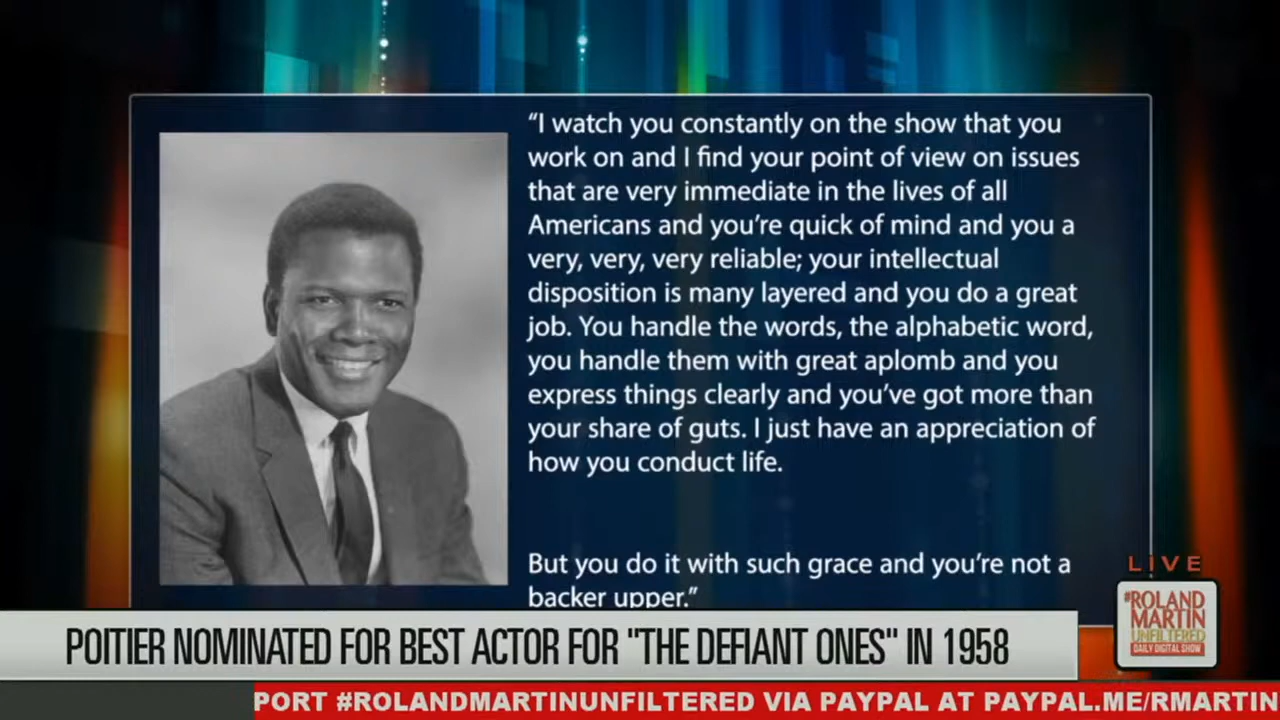 “I watch you constantly on the show that you
work on and I find your point of view on issues
that are very immediate in the lives of all
Americans and you’re quick of mind and you a
very, very, very reliable; your intellectual
disposition is many layered and you do a great
job. You handle the words, the alphabetic word,
you handle them with great aplomb and you
express things clearly and you’ve got more than
your share of guts. I just have an appreciation of
how you conduct life.
But you do it with such grace and you’re not a
backer upper.”
LIVE
#ROLAND
MARTIN
UNFILTERED
DAILY DIGITAL SHOW
POITIER NOMINATED FOR BEST ACTOR FOR "THE DEFIANT ONES" IN 1958
PORT #ROLANDMARTINUNFILTERED VIA PAYPAL AT PAYPAL.ME/RMARTIN